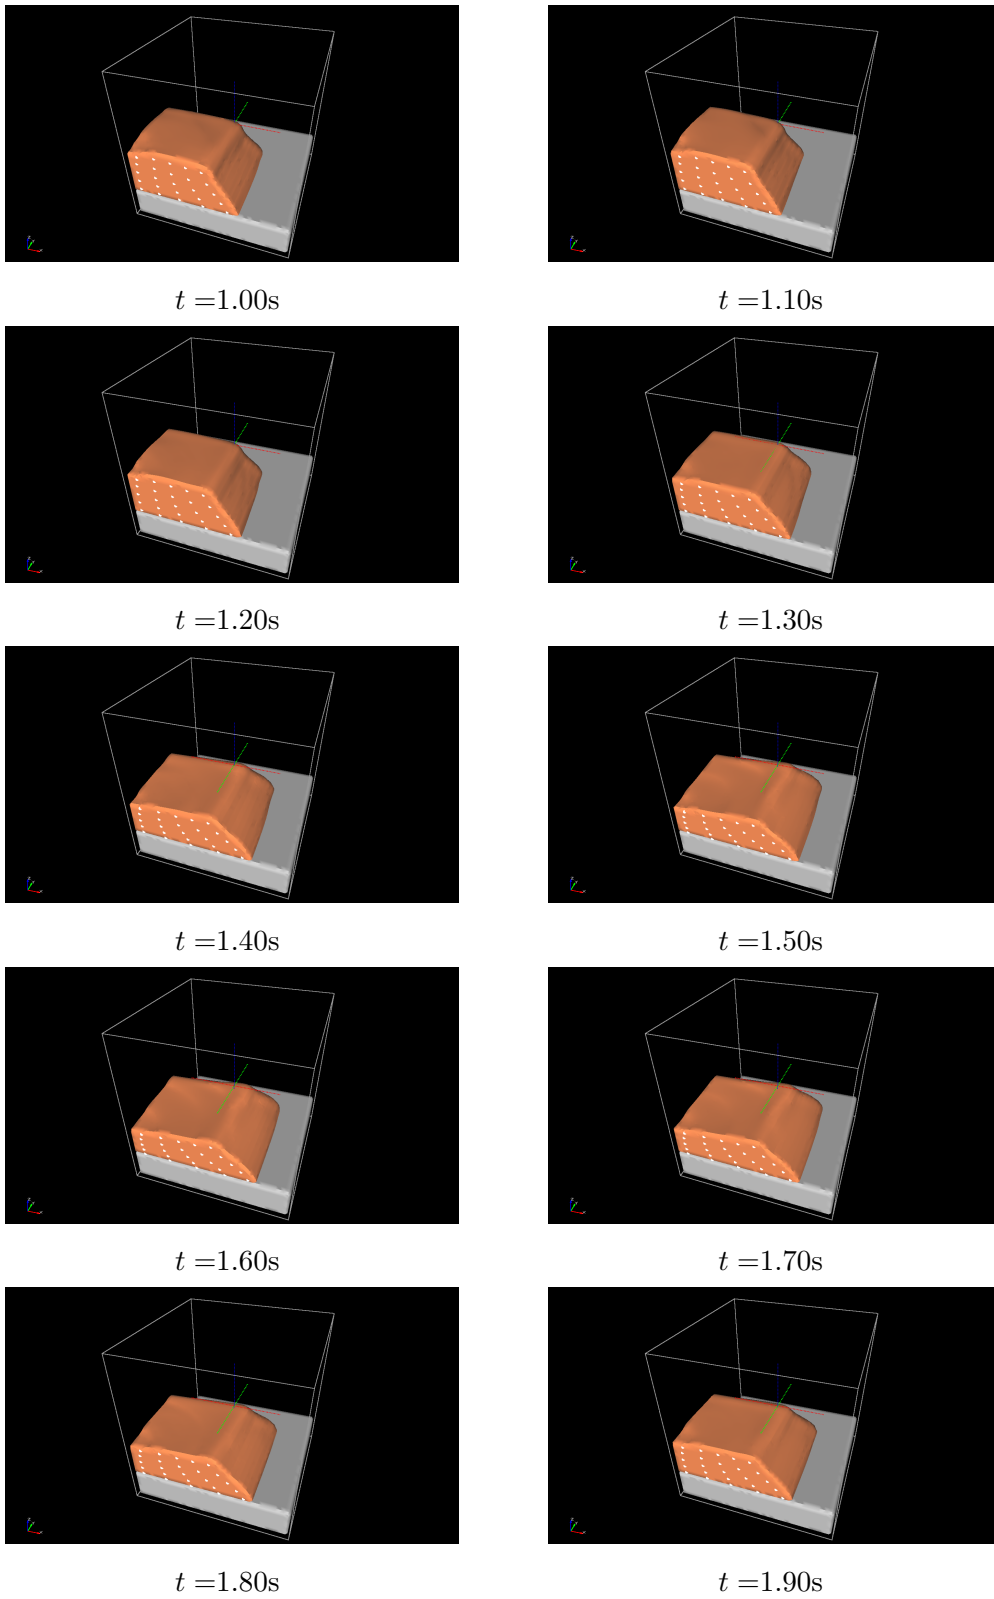 t =1.00s
t =1.10s
t =1.20s
t =1.30s
t =1.40s
t =1.50s
t =1.60s
t =1.70s
t =1.80s
t =1.90s